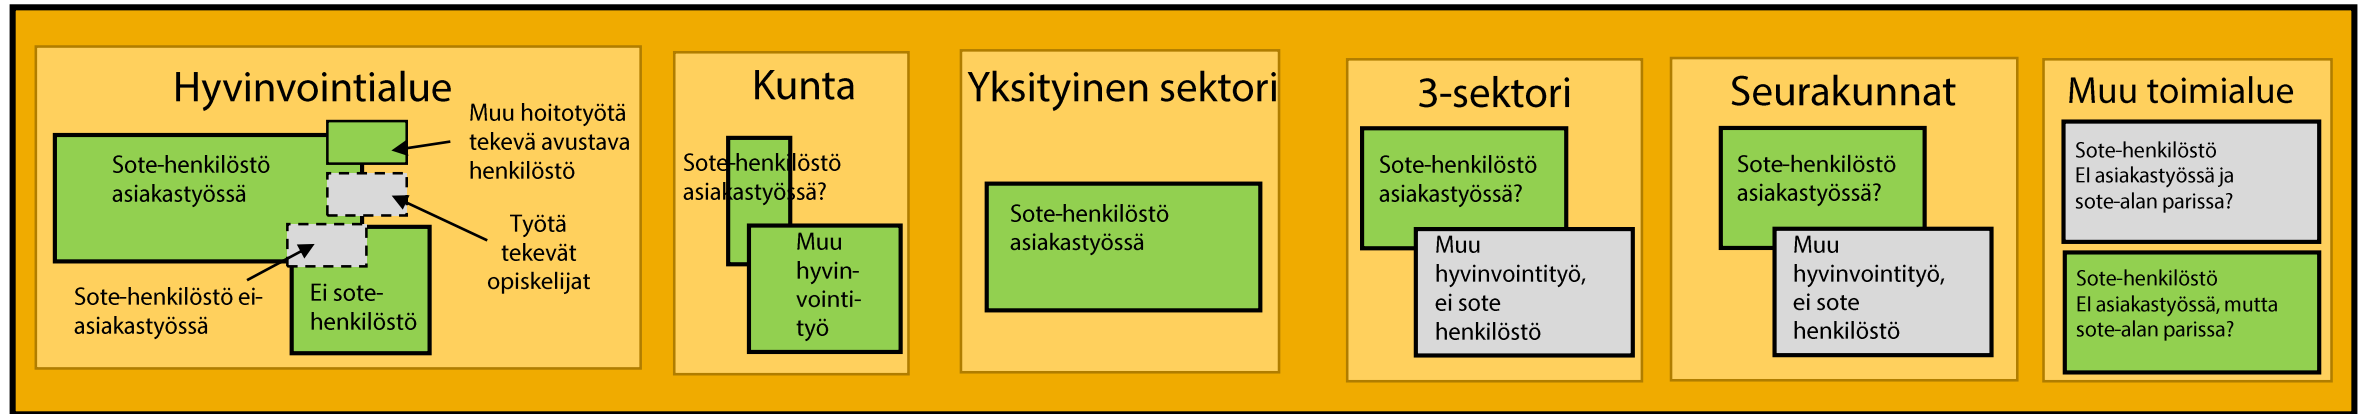 Hyvinvointialue
Muu hoitotyötä
tekevä avustava
henkilöstö
Sote-henkilöstö
asiakastyössä
Työtä
tekevät
opiskelijat
Sote-henkilöstö ei-
asiakastyössä
Ei sote-
henkilöstö
Kunta
Sote-henkilöstö
asiakastyössä?
Muu
hyvin-
vointi-
työ
Yksityinen sektori
Sote-henkilöstö
asiakastyössä
3-sektori
Sote-henkilöstö
asiakastyössä?
Muu
hyvinvointityö,
ei sote
henkilöstö
Seurakunnat
Sote-henkilöstö
asiakastyössä?
Muu
hyvinvointityö,
ei sote
henkilöstö
Muu toimialue
Sote-henkilöstö
EI asiakastyössä ja
sote-alan parissa?
Sote-henkilöstö
EI asiakastyössä, mutta
sote-alan parissa?